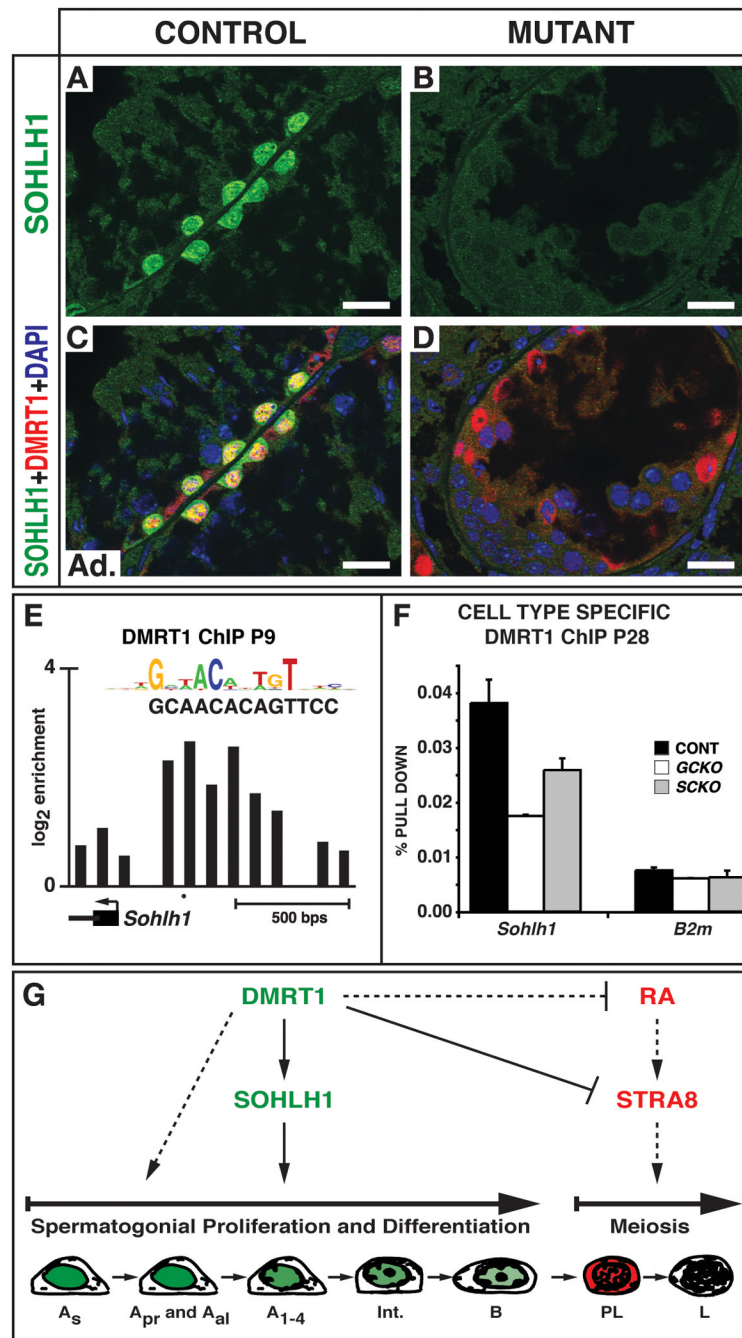 CONTROL
MUTANT
SOHLH1
A
B
SOHLH1+DMRT1+DAPI
C
D
Ad.
E
DMRT1 ChIP P9
4
GCAACACAGTTCC
log2 enrichment
0
Sohlh1
500 bps
F
CELL TYPE SPECIFIC
DMRT1 ChIP P28
0.04
0.03
0.02
0.01
0.00
% PULL DOWN
CONT
GCKO
SCKO
Sohlh1
B2m
G
DMRT1
RA
SOHLH1
STRA8
Spermatogonial Proliferation and Differentiation
Meiosis
As
Apr and Aal
A1-4
Int.
B
PL
L